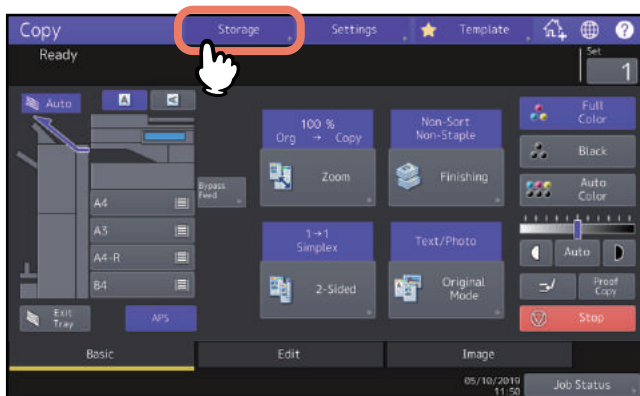 Copy
Storage
Settings
Template
?
Ready
Set
1
Auto
A
A
Full
Color
100 %
Org → Copy
Non-Sort
Non-Staple
Black
Bypass
Feed
Zoom
Finishing
Auto
Color
A4
A3
1→1
Simplex
Text/Photo
A4-R
Auto
B4
2-Sided
Original
Mode
Proof
Copy
Exit
Tray
APS
Stop
Basic
Edit
Image
05/10/2019
11:50
Job Status